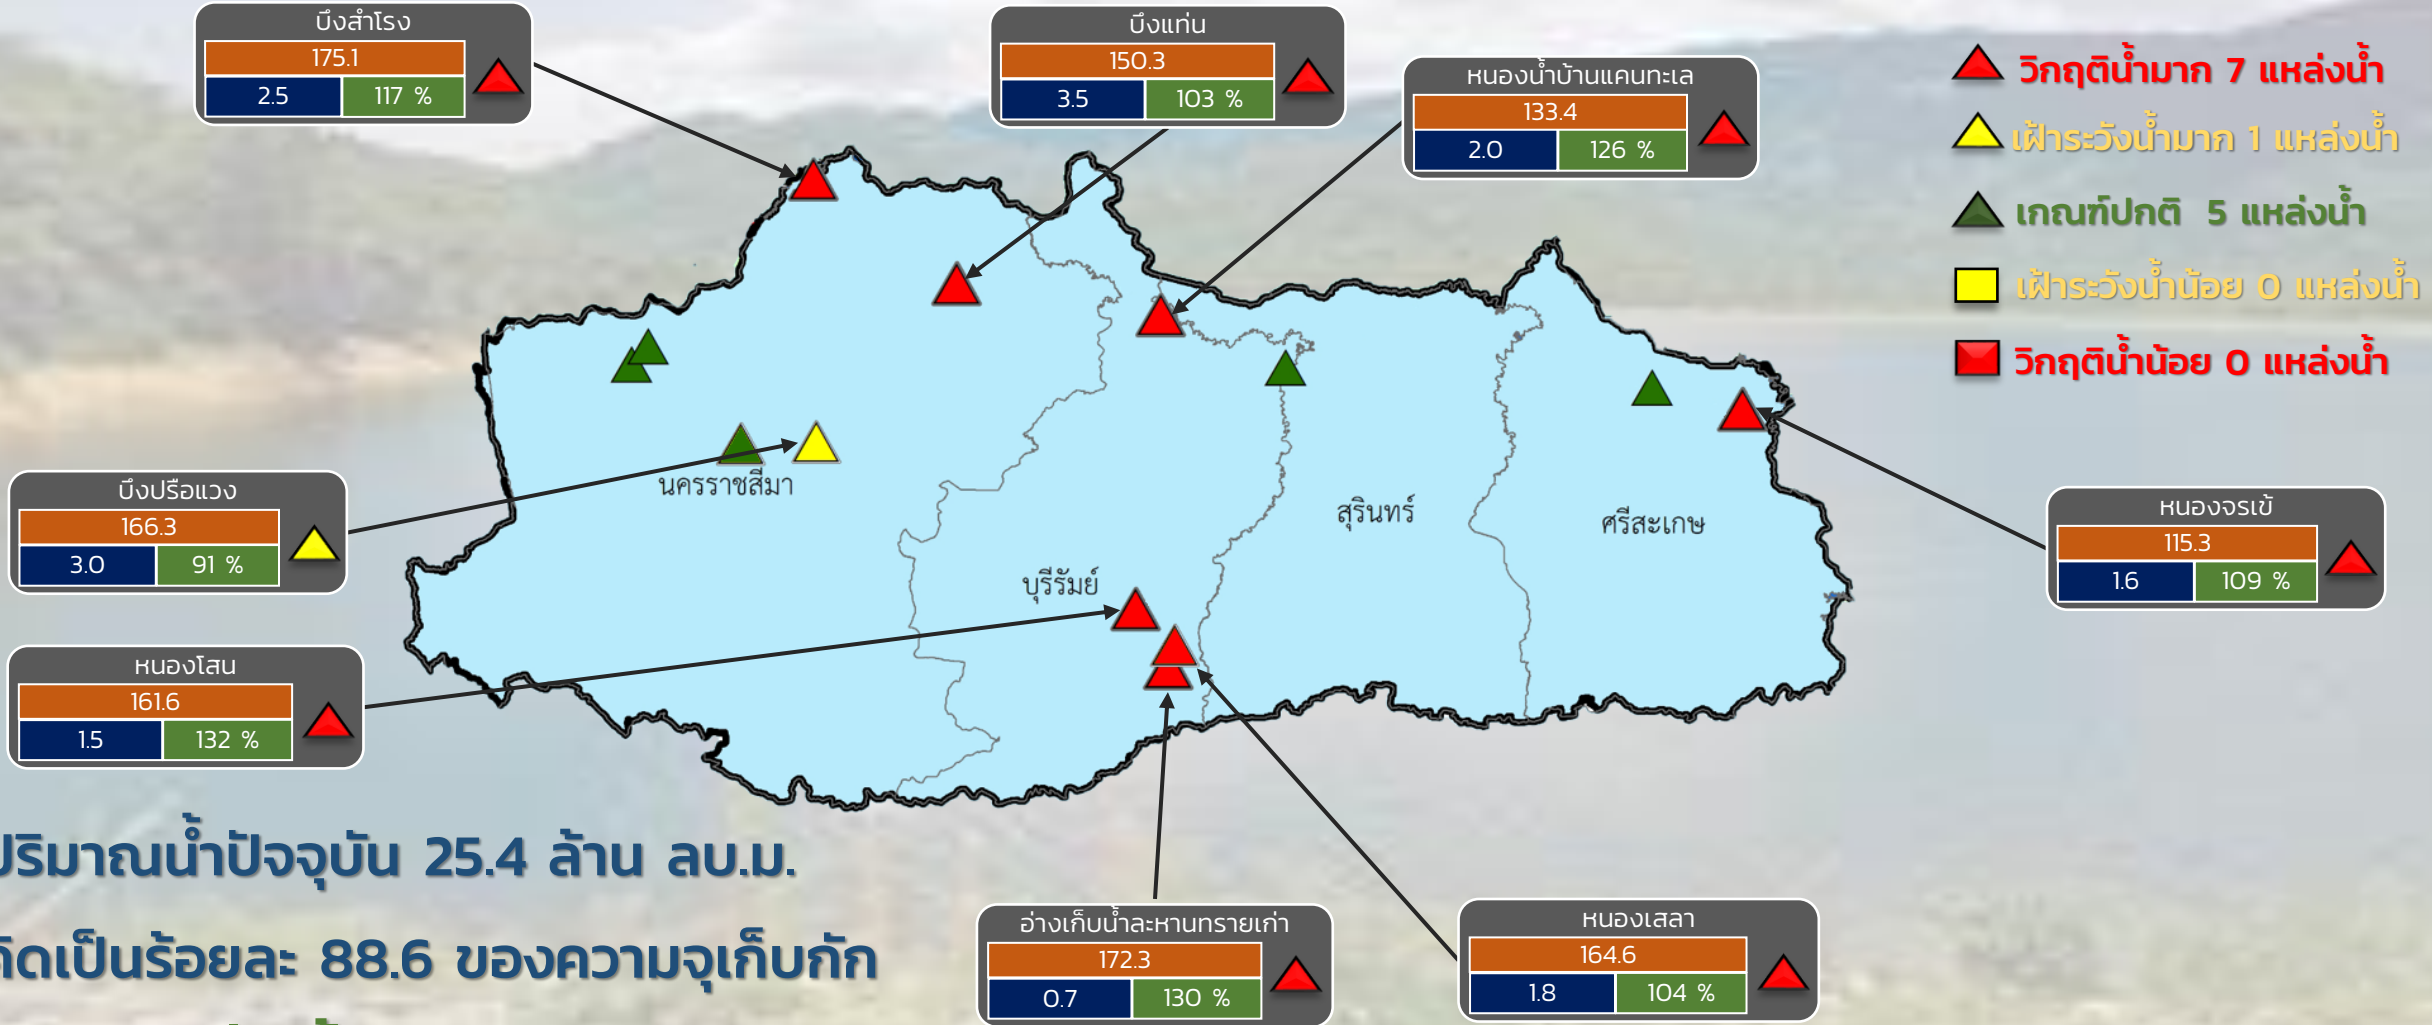 บึงสำโรง
175.1
2.5 117 %
บึงแท่น
150.3
3.5 103 %
หนองน้ำบ้านแคนทะเล
133.4
2.0 126 %
วิกฤติน้ำมาก 7 แหล่งน้ำ
เฝ้าระวังน้ำมาก 1 แหล่งน้ำ
เกณฑ์ปกติ 5 แหล่งน้ำ
เฝ้าระวังน้ำน้อย 0 แหล่งน้ำ
วิกฤติน้ำน้อย 0 แหล่งน้ำ
นครราชสีมา
บุรีรัมย์
สุรินทร์
ศรีสะเกษ
บึงปรือแวง
166.3
3.0 91 %
หนองจรเข้
115.3
1.6 109 %
หนองโสน
161.6
1.5 132 %
ปริมาณน้ำปัจจุบัน 25.4 ล้าน ลบ.ม.
คิดเป็นร้อยละ 88.6 ของความจุเก็บกัก
อ่างเก็บน้ำละหานทรายเก่า
172.3
0.7 130 %
หนองเสลา
164.6
1.8 104 %